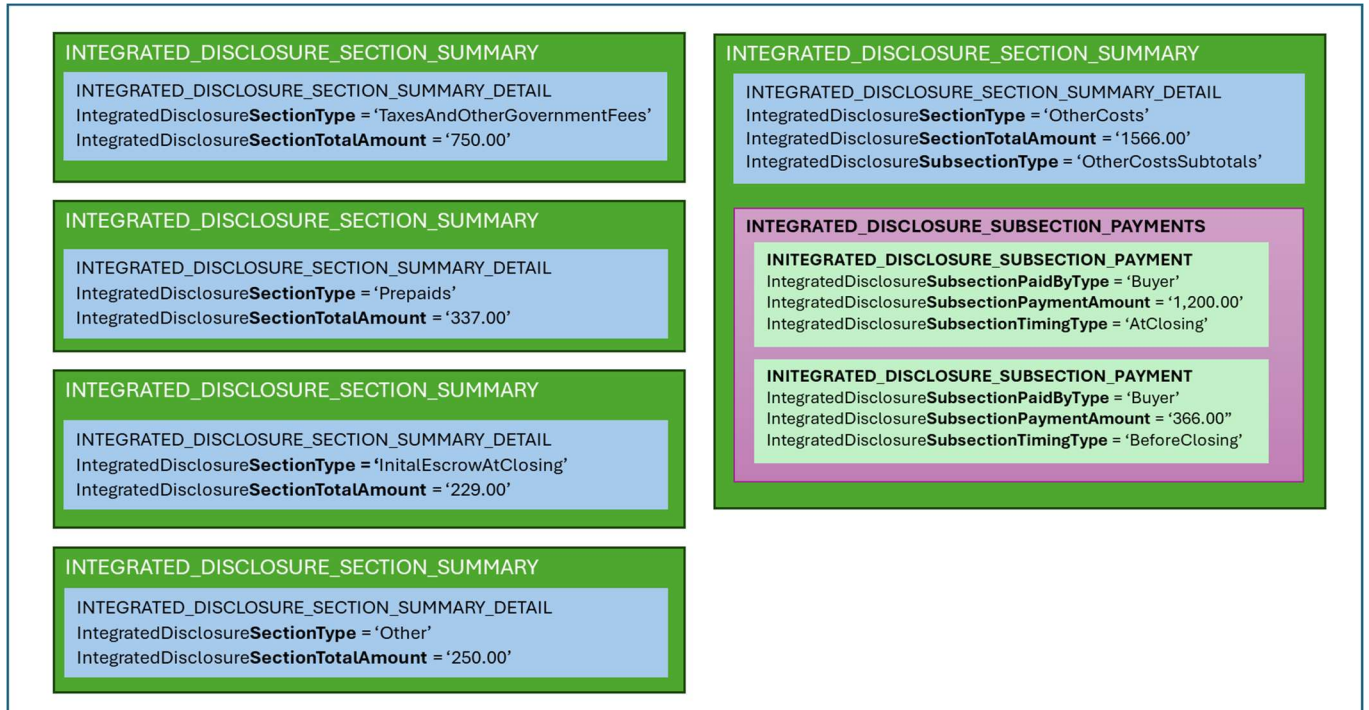 INTEGRATED_DISCLOSURE_SECTION_SUMMARY
INTEGRATED_DISCLOSURE_SECTION_SUMMARY_DETAIL
IntegratedDisclosureSectionType = ‘TaxesAndOtherGovernmentFees’
IntegratedDisclosureSectionTotalAmount = ‘750.00’
INTEGRATED_DISCLOSURE_SECTION_SUMMARY
INTEGRATED_DISCLOSURE_SECTION_SUMMARY_DETAIL
IntegratedDisclosureSectionType = ‘Prepaids’
IntegratedDisclosureSectionTotalAmount = ‘337.00’
INTEGRATED_DISCLOSURE_SECTION_SUMMARY
INTEGRATED_DISCLOSURE_SECTION_SUMMARY_DETAIL
IntegratedDisclosureSectionType = ‘InitalEscrowAtClosing’
IntegratedDisclosureSectionTotalAmount = ‘229.00’
INTEGRATED_DISCLOSURE_SECTION_SUMMARY
INTEGRATED_DISCLOSURE_SECTION_SUMMARY_DETAIL
IntegratedDisclosureSectionType = ‘Other’
IntegratedDisclosureSectionTotalAmount = ‘250.00’
INTEGRATED_DISCLOSURE_SECTION_SUMMARY
INTEGRATED_DISCLOSURE_SECTION_SUMMARY_DETAIL
IntegratedDisclosureSectionType = ‘OtherCosts’
IntegratedDisclosureSectionTotalAmount = ‘1566.00’
IntegratedDisclosureSubsectionType = ‘OtherCostsSubtotals’
INTEGRATED_DISCLOSURE_SUBSECTI0N_PAYMENTS
INITEGRATED_DISCLOSURE_SUBSECTION_PAYMENT
IntegratedDisclosureSubsectionPaidByType = ‘Buyer’
IntegratedDisclosureSubsectionPaymentAmount = ‘1,200.00’
IntegratedDisclosureSubsectionTimingType = ‘AtClosing’
INITEGRATED_DISCLOSURE_SUBSECTION_PAYMENT
IntegratedDisclosureSubsectionPaidByType = ‘Buyer’
IntegratedDisclosureSubsectionPaymentAmount = ‘366.00”
IntegratedDisclosureSubsectionTimingType = ‘BeforeClosing’